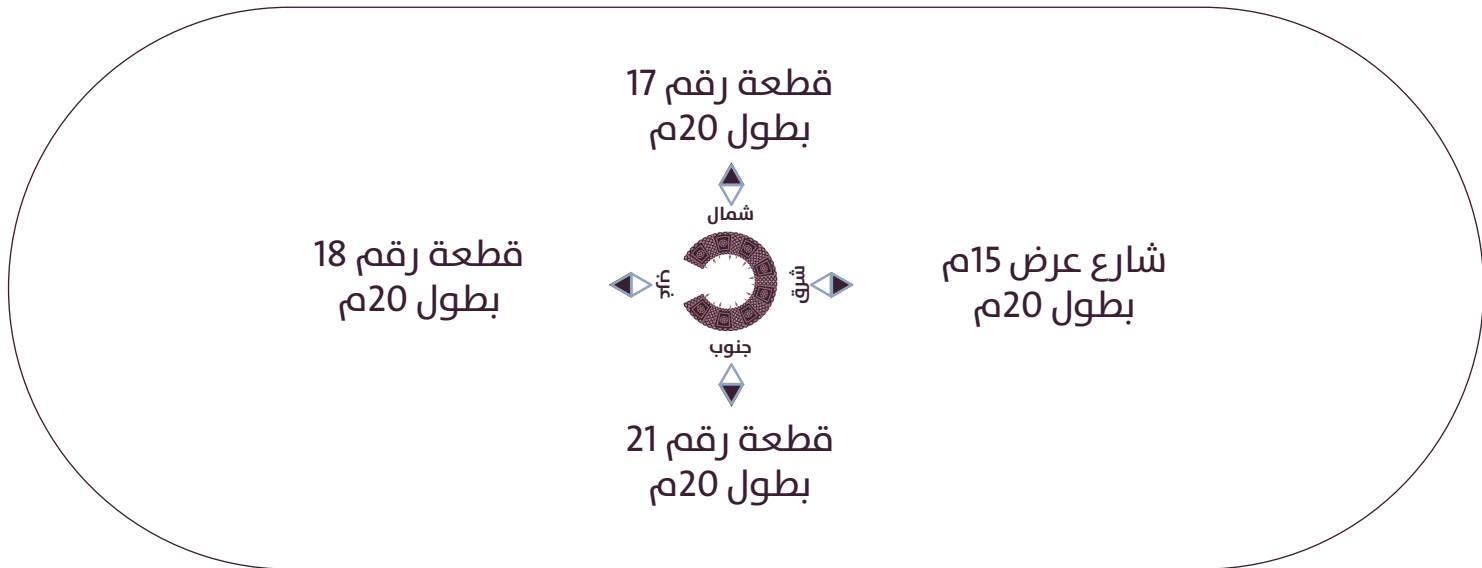 قطعة رقم 17
بطول 20م
شمال
شارع عرض 15م
بطول 20م
شرق
غرب
قطعة رقم 18
بطول 20م
جنوب
قطعة رقم 21
بطول 20م